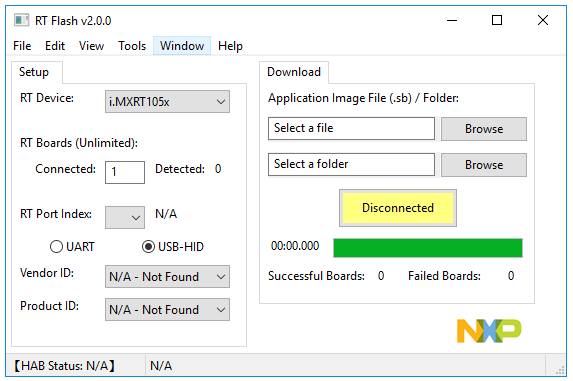 RT Flash v2.0.0
File Edit View Tools Window Help
Setup
RT Device: i.MXRT105x
RT Boards (Unlimited):
Connected: 1 Detected: 0
RT Port Index: N/A
UART USB-HID
Vendor ID: N/A - Not Found
Product ID: N/A - Not Found
Download
Application Image File (.sb) / Folder:
Select a file Browse
Select a folder Browse
Disconnected
00:00.000
Successful Boards: 0 Failed Boards: 0
NXP
【HAB Status: N/A】 N/A